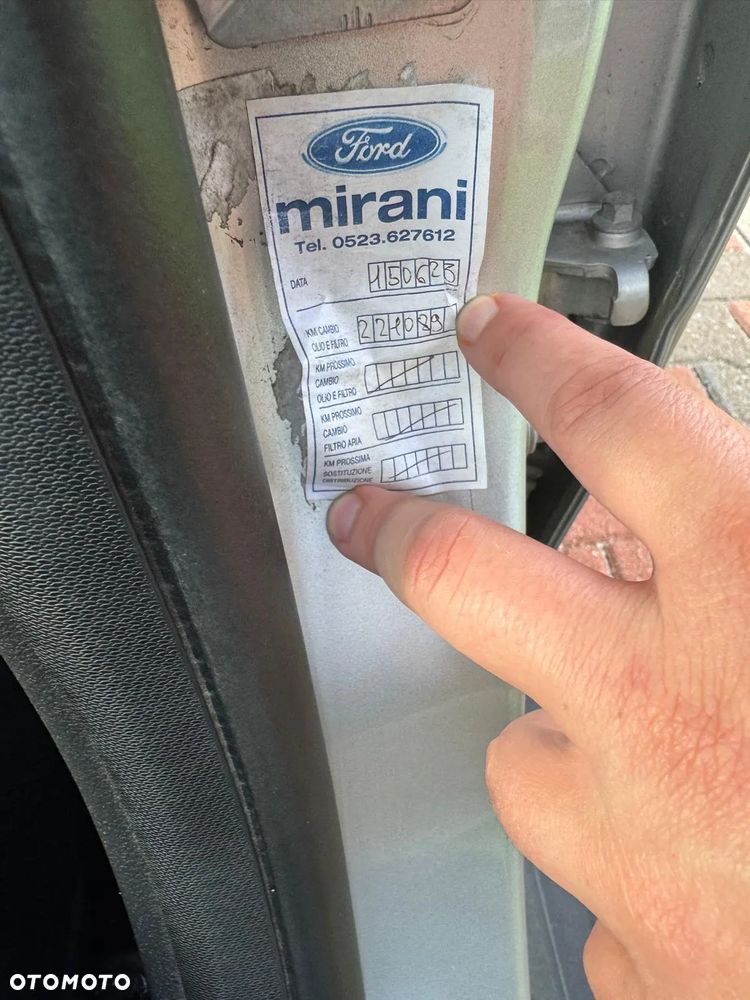 Ford
mirani
Tel. 0523.627612
DATA 150623
KM CAMBIO 221089
OLIO E FILTRO
KM PROSSIMO
CAMBIO
OLIO E FILTRO
KM PROSSIMO
CAMBIO
FILTRO ARIA
KM PROSSIMA
SOSTITUZIONE
DISTRIBUZIONE
OTOMOTO